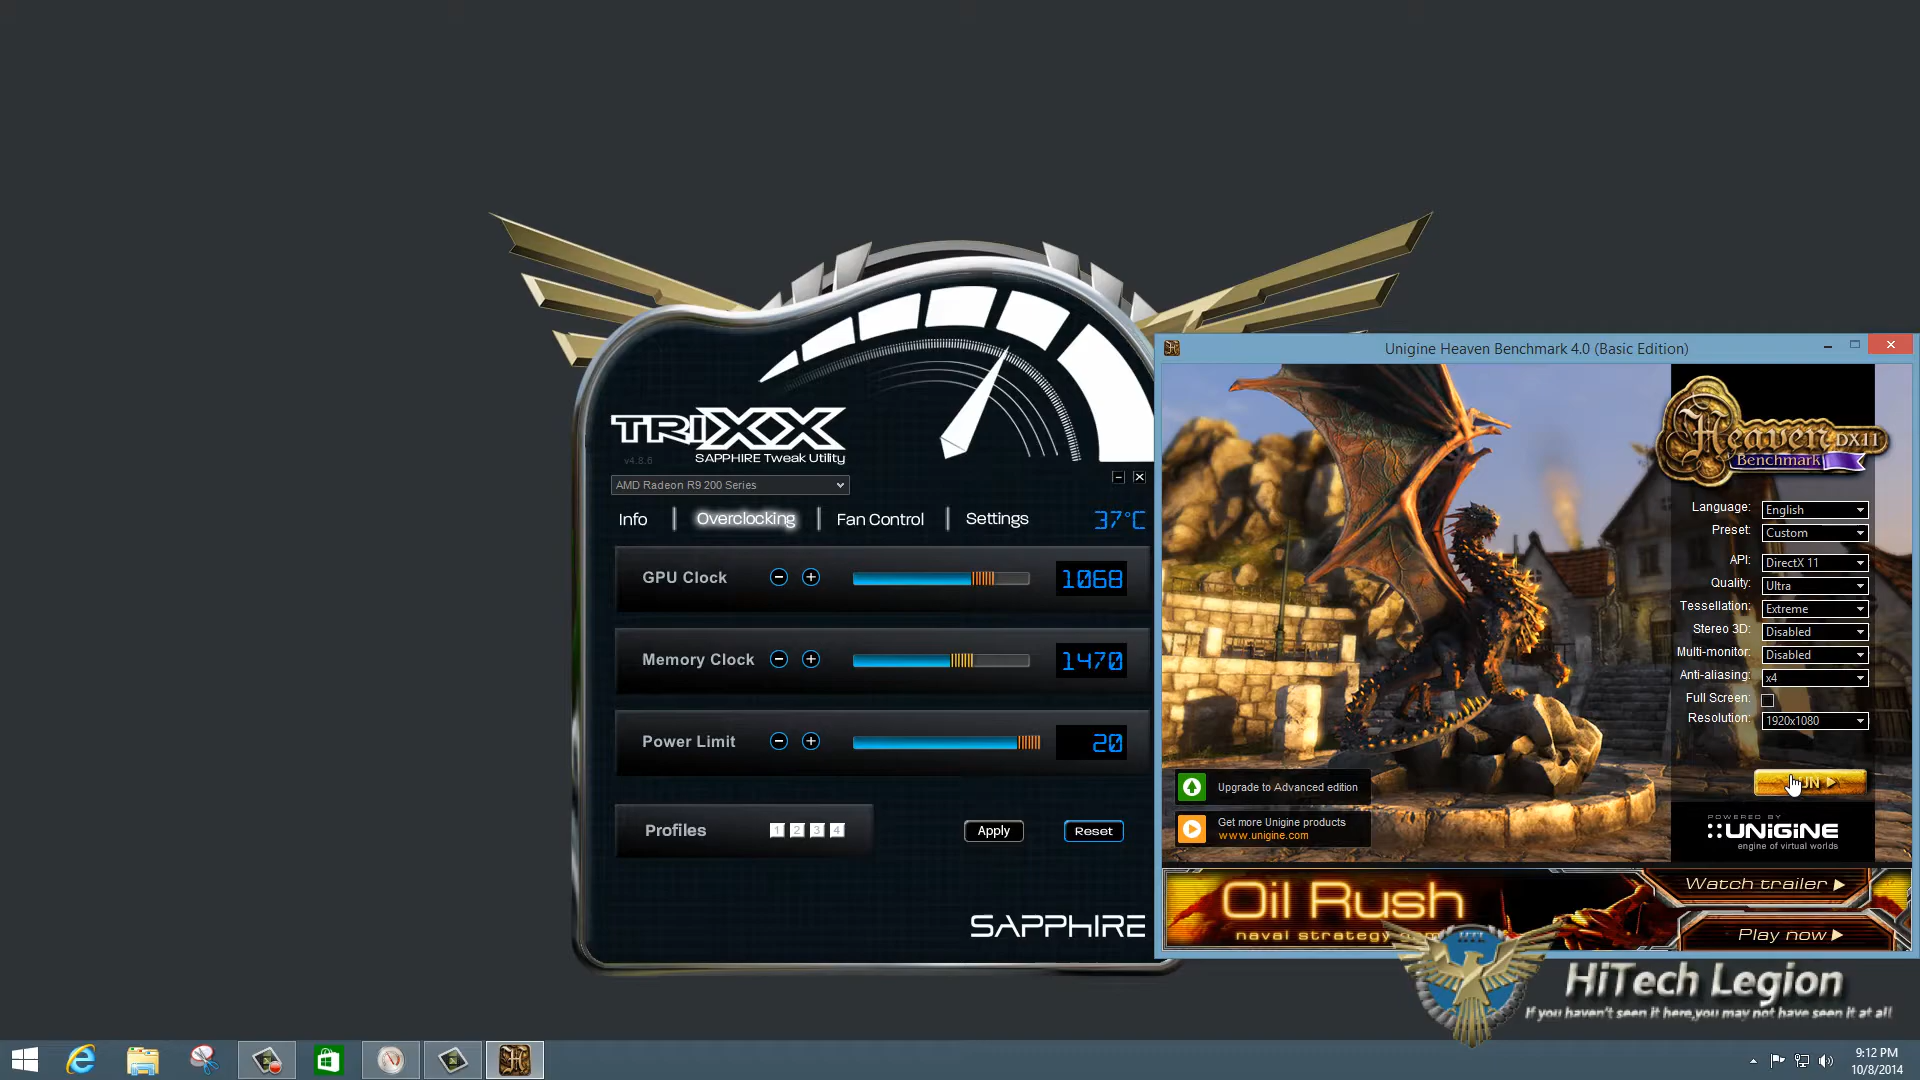 TRIXX
v4.8.6
SAPPHIRE Tweak Utility
AMD Radeon R9 200 Series
Info
Overclocking
Fan Control
Settings
37°C
GPU Clock
1068
Memory Clock
1470
Power Limit
20
Profiles
1 2 3 4
Apply
Reset
SAPPHIRE
Unigine Heaven Benchmark 4.0 (Basic Edition)
Heaven DX11
Benchmark
Language: English
Preset: Custom
API: DirectX 11
Quality: Ultra
Tessellation: Extreme
Stereo 3D: Disabled
Multi-monitor: Disabled
Anti-aliasing: x4
Full Screen:
Resolution: 1920x1080
Upgrade to Advanced edition
Get more Unigine products
www.unigine.com
POWERED BY
UNIGINE
engine of virtual worlds
Oil Rush
naval strategy
Watch trailer
Play now
HiTech Legion
If you haven't seen it here,you may not have seen it at all
9:12 PM
10/8/2014